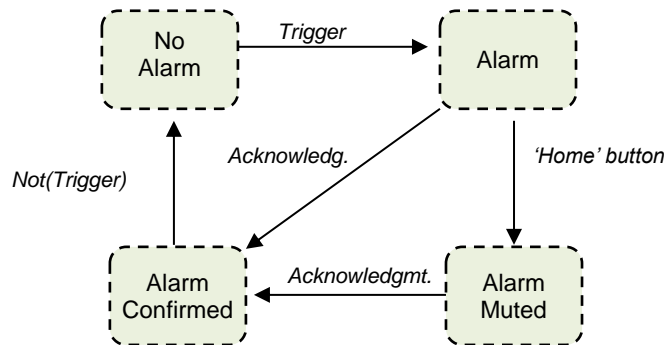 No
Alarm
Trigger
Alarm
Acknowledg.
'Home' button
Not(Trigger)
Alarm
Confirmed
Acknowledgmt.
Alarm
Muted